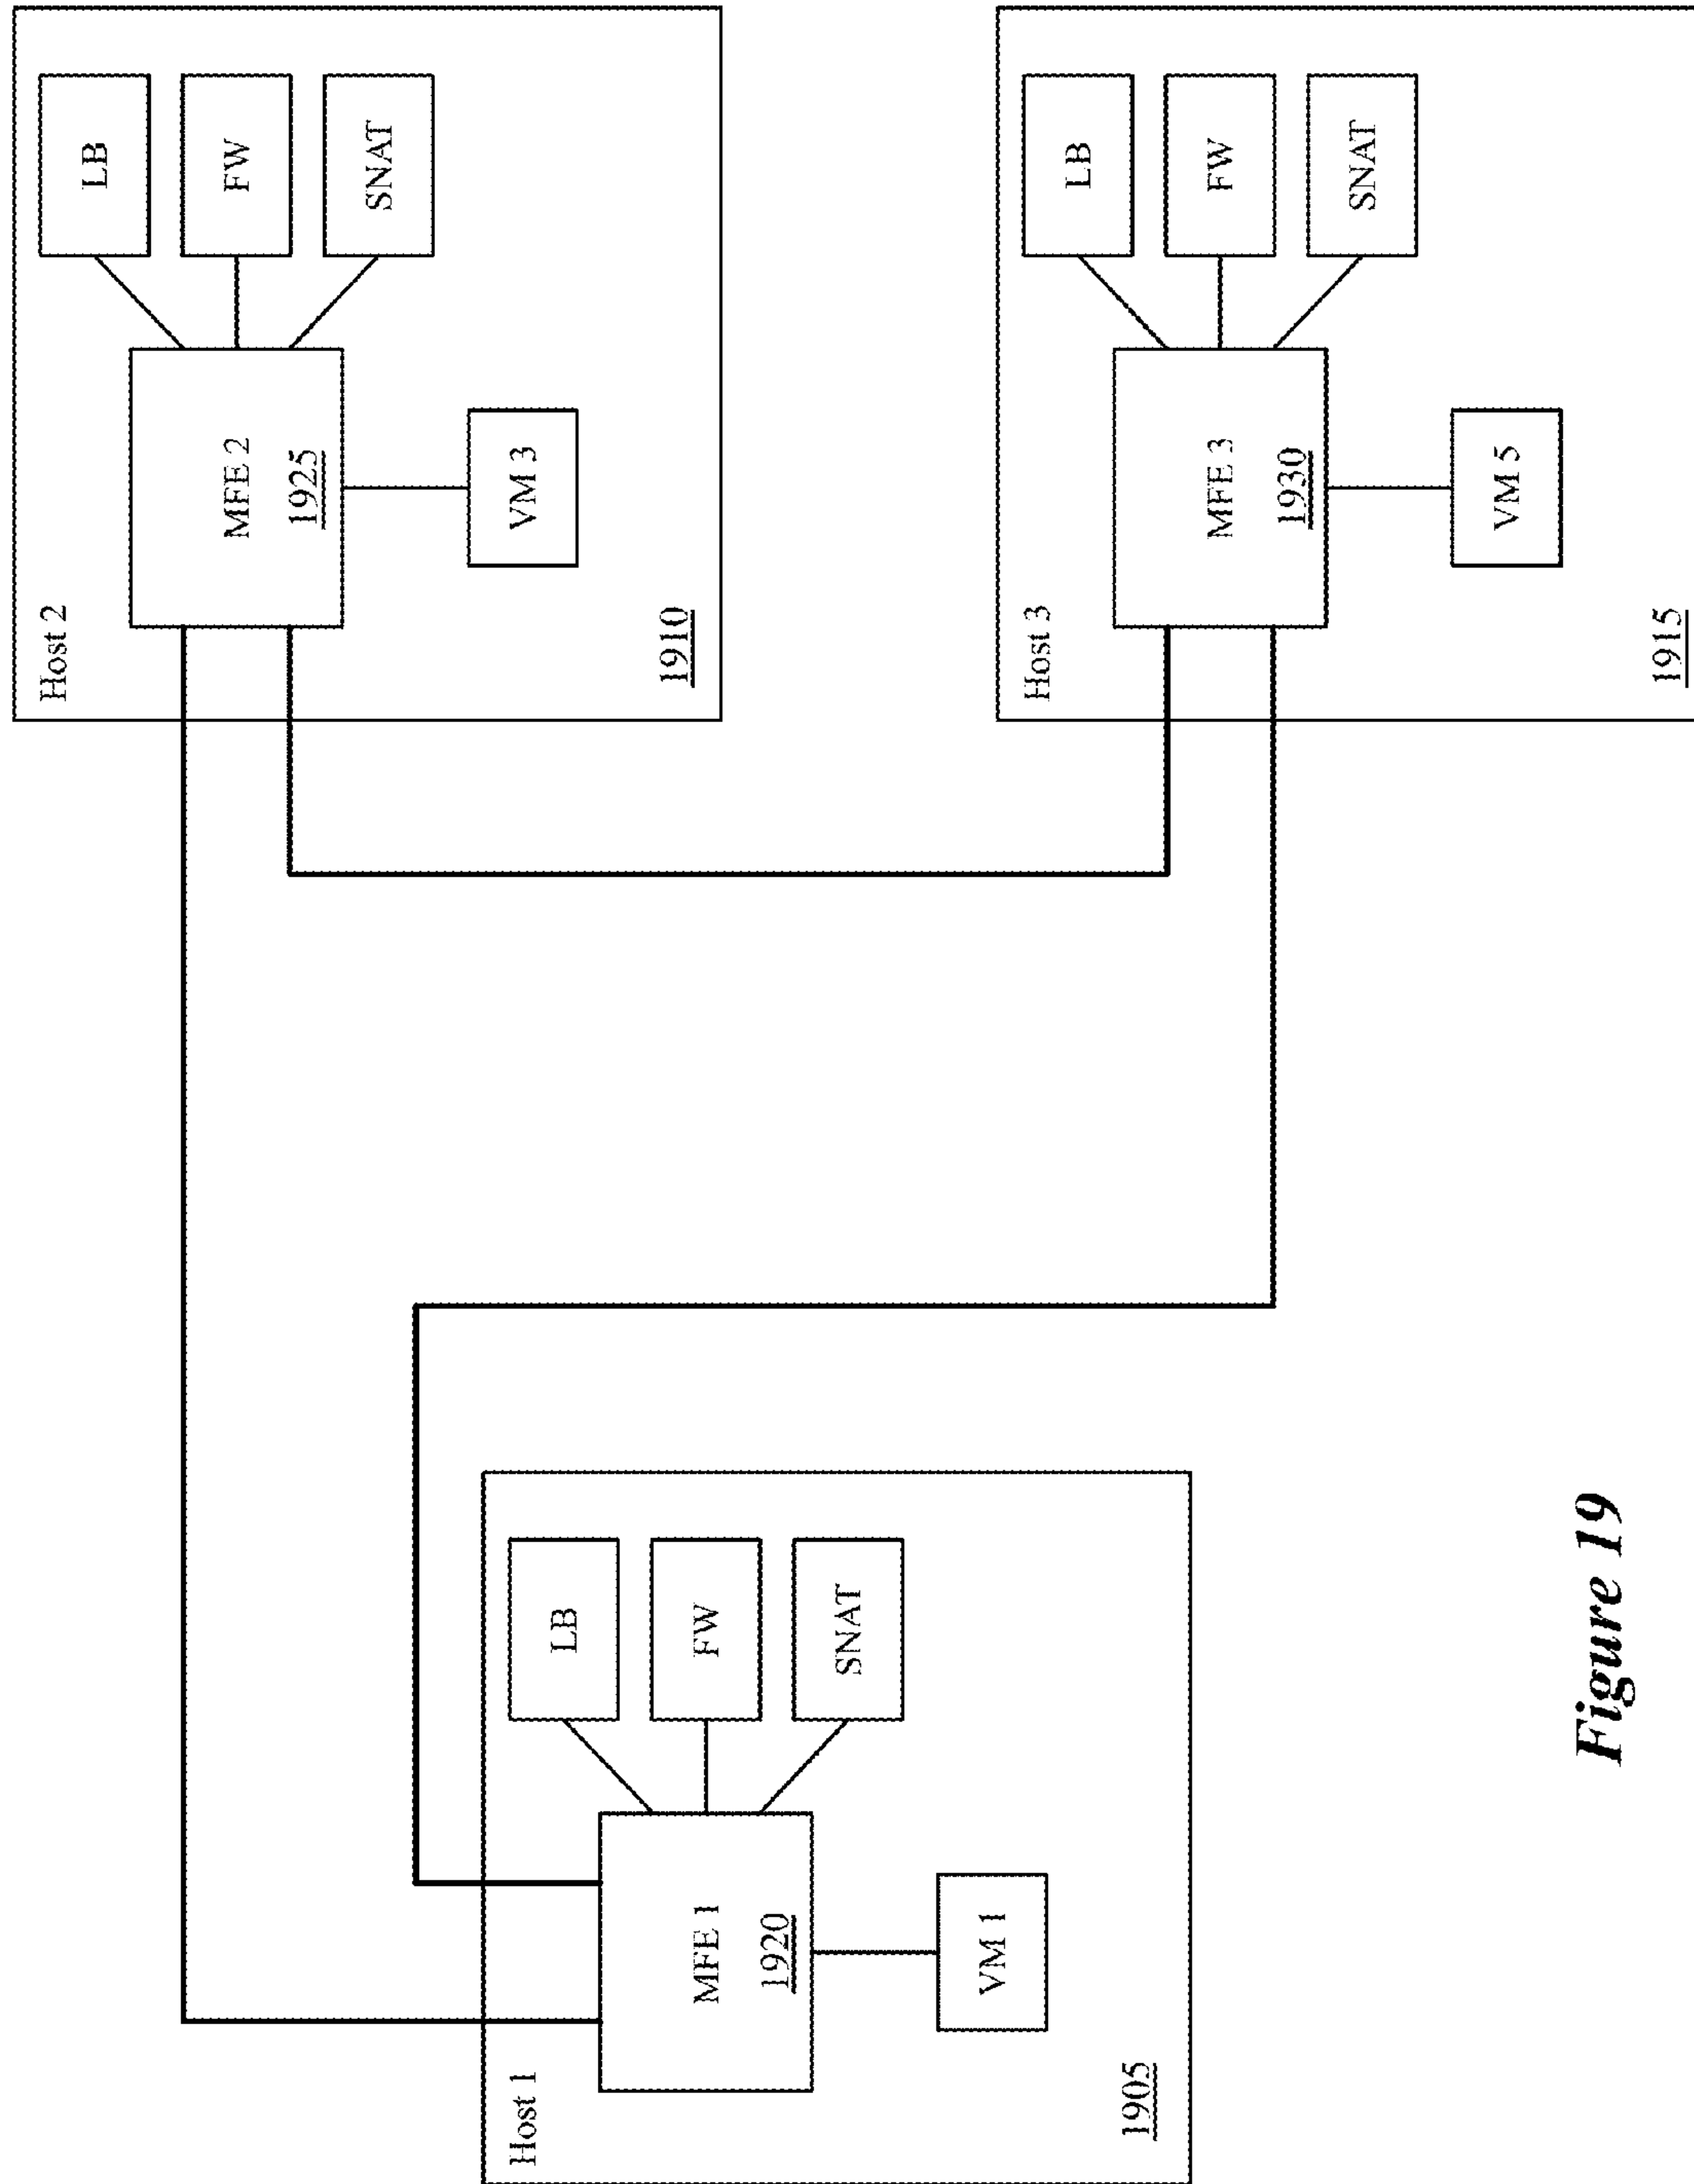 Host 1
LB
FW
SNAT
MFE 1
1920
VM 1
1905
Host 2
LB
FW
SNAT
MFE 2
1925
VM 3
1910
Host 3
LB
FW
SNAT
MFE 3
1930
VM 5
1915
Figure 19